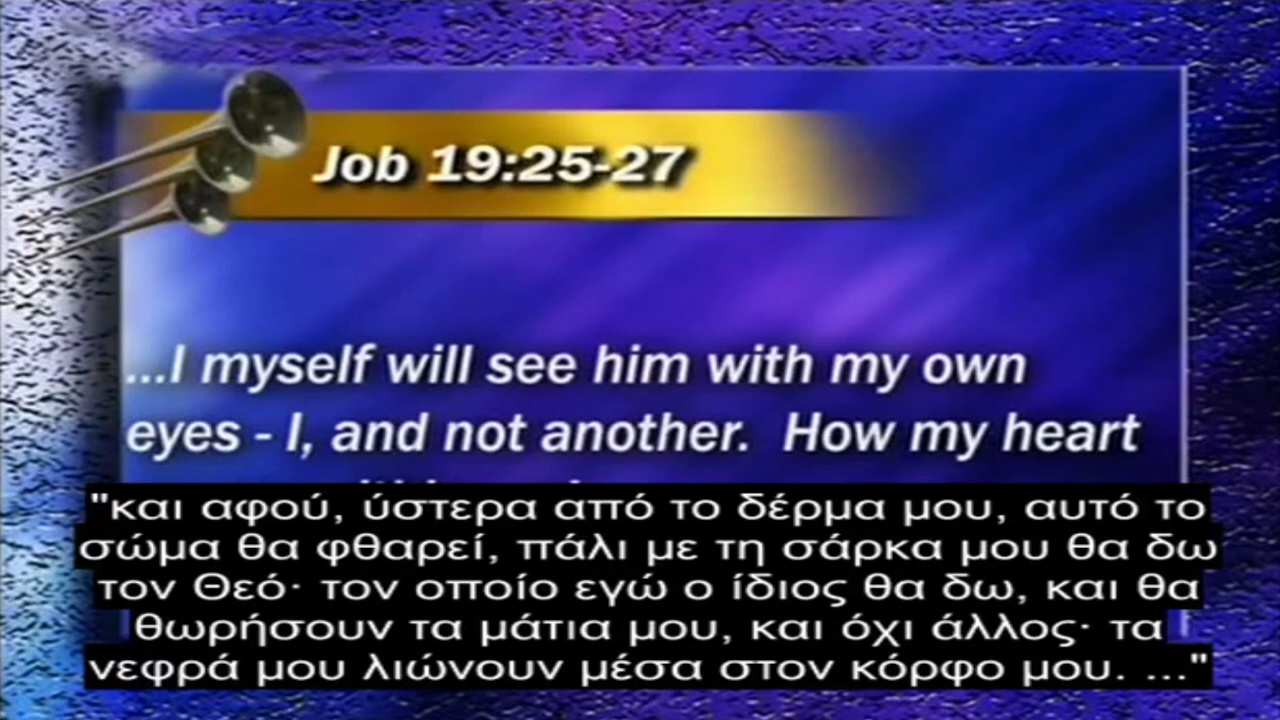 Job 19:25-27
...I myself will see him with my own
eyes - I, and not another. How my heart
"και αφού, ύστερα από το δέρμα μου, αυτό το
σώμα θα φθαρεί, πάλι με τη σάρκα μου θα δω
τον Θεό· τον οποίο εγώ ο ίδιος θα δω, και θα
θωρήσουν τα μάτια μου, και όχι άλλος· τα
νεφρά μου λιώνουν μέσα στον κόρφο μου. ..."